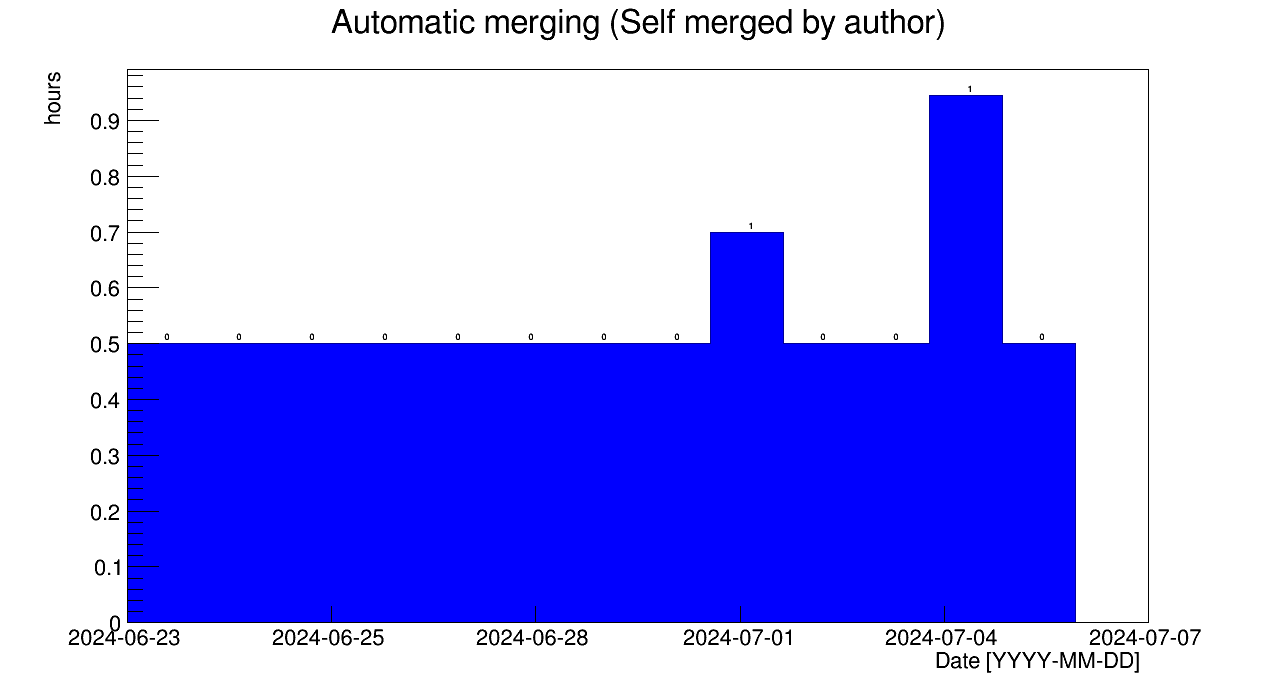 Automatic merging (Self merged by author)
hours
0.9
0.8
0.7
0.6
0.5
0.4
0.3
0.2
0.1
0
0 0 0 0 0 0 0 0 1 0 0 1 0
2024-06-23 2024-06-25 2024-06-28 2024-07-01 2024-07-04 2024-07-07
Date [YYYY-MM-DD]